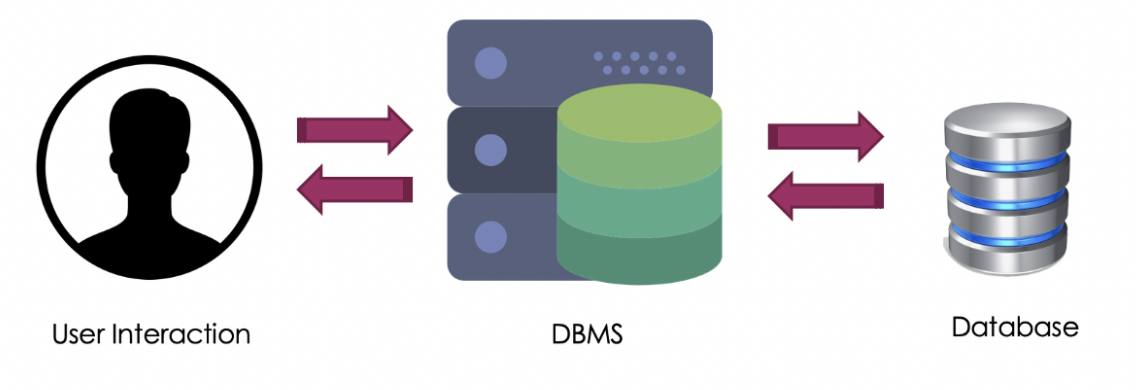 User Interaction
DBMS
Database